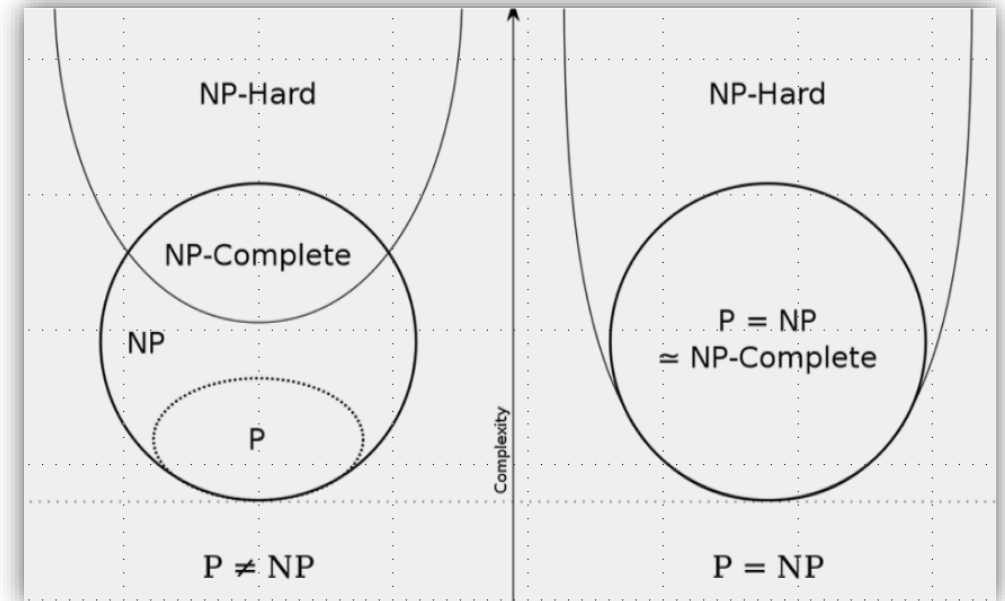 NP-Hard
NP-Complete
NP
P
P ≠ NP
Complexity
NP-Hard
P = NP
≃ NP-Complete
P = NP